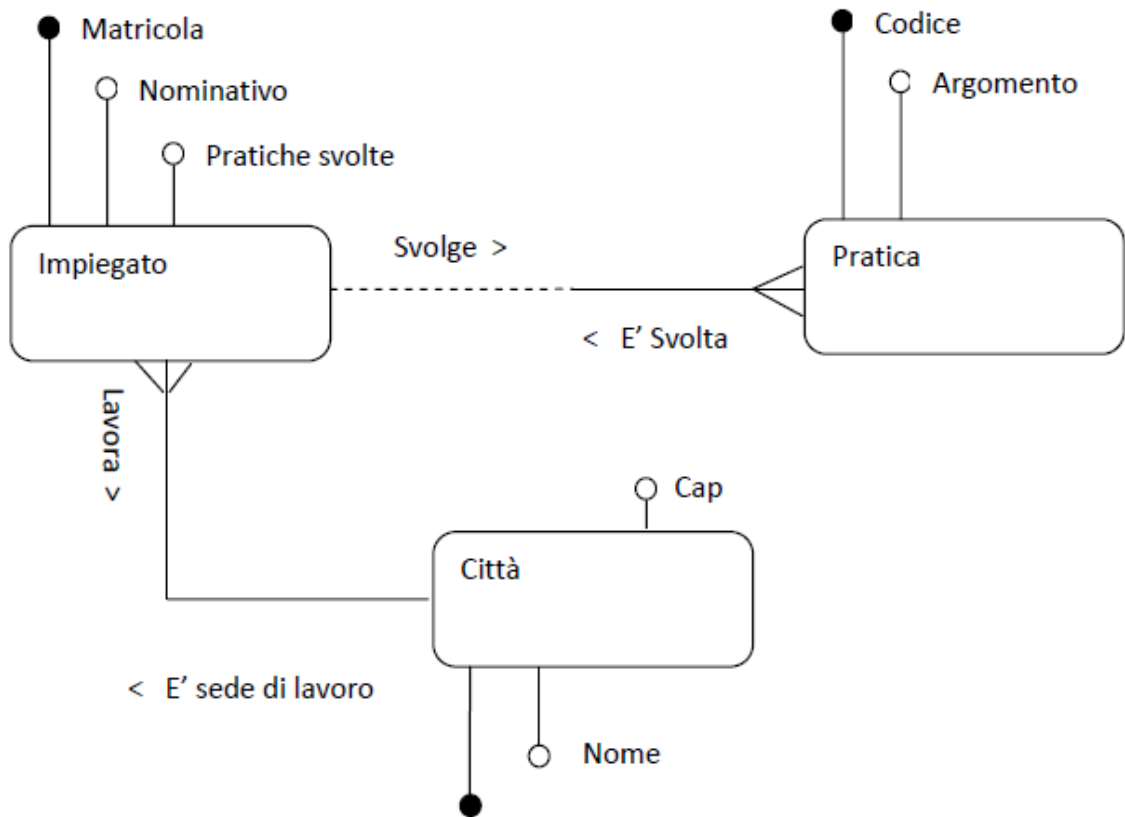 Matricola
Nominativo
Pratiche svolte
Codice
Argomento
Impiegato
Svolge >
Pratica
< E' Svolta
Lavora >
Cap
Città
< E' sede di lavoro
Nome